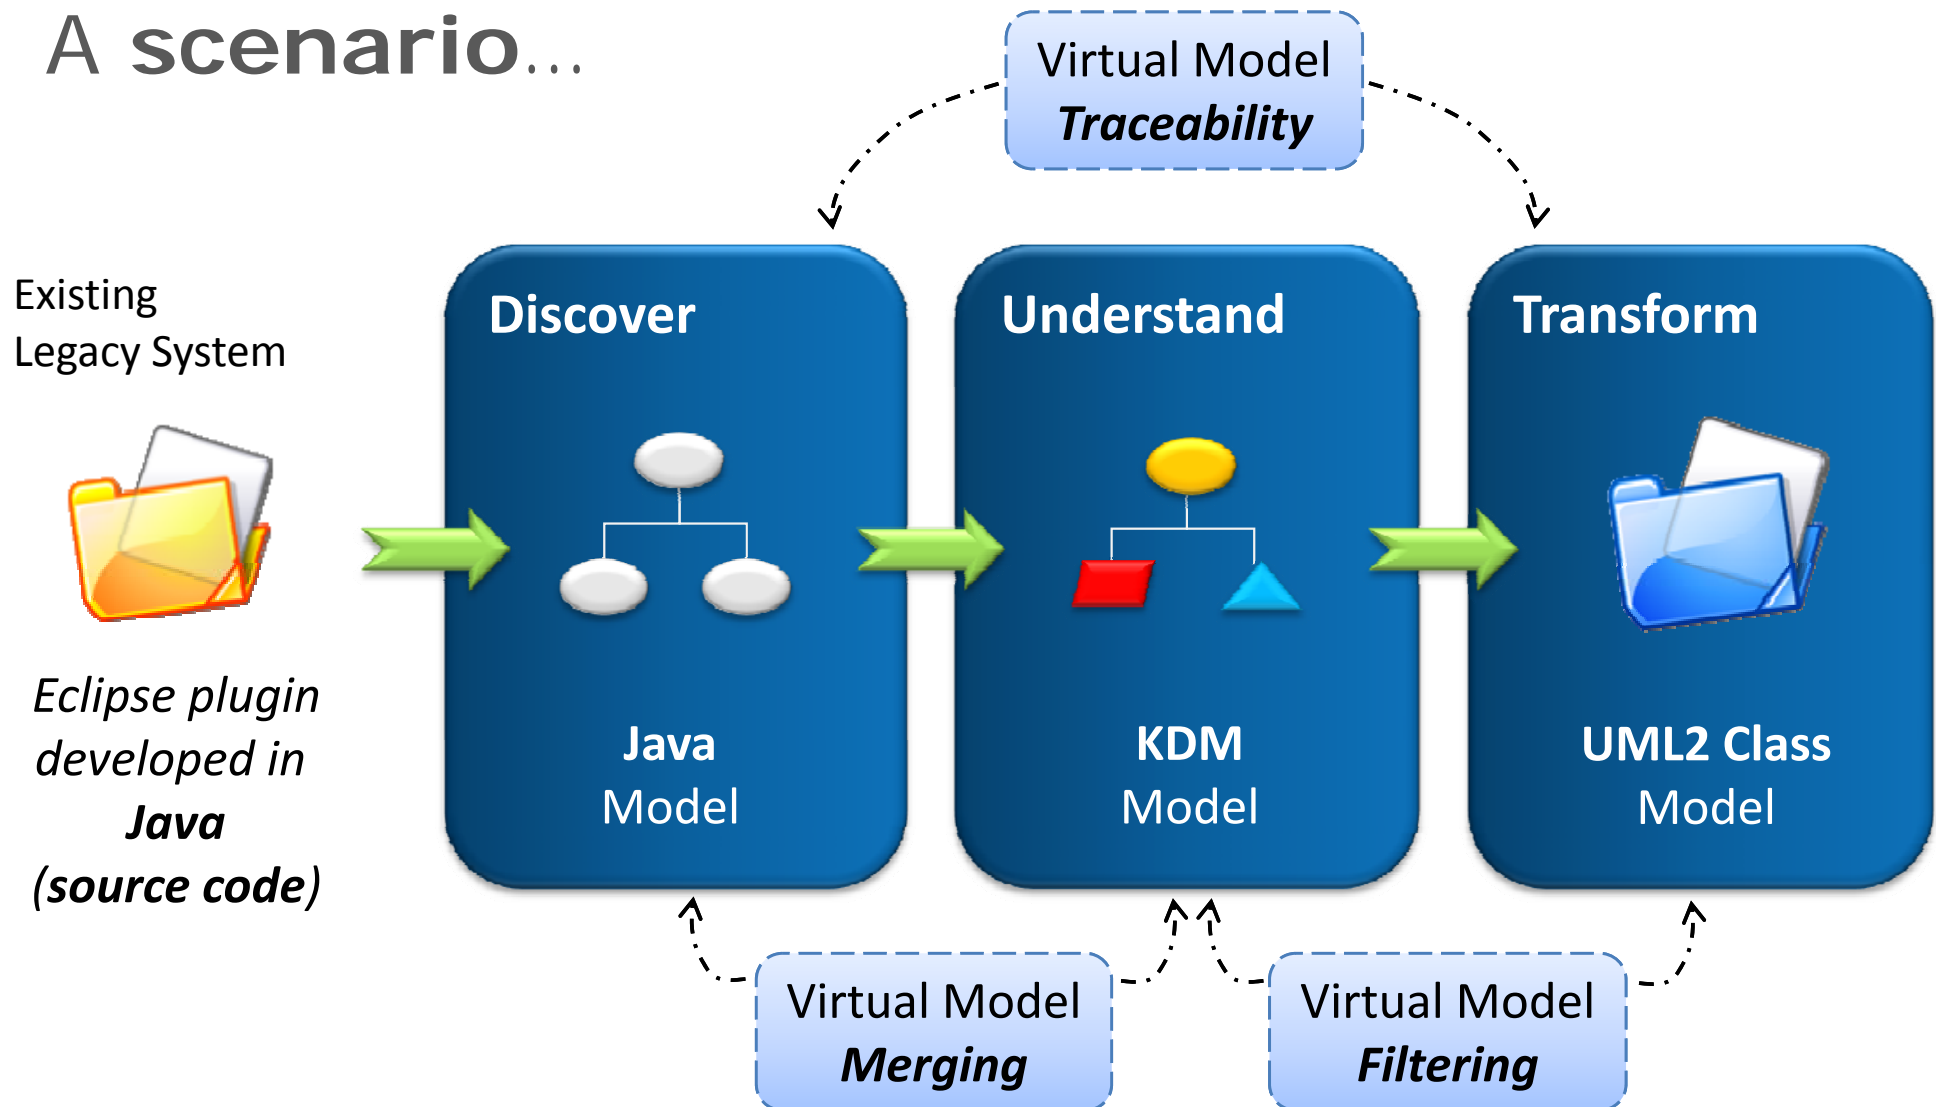 A scenario...
Virtual Model
Traceability
Existing
Legacy System
Eclipse plugin
developed in
Java
(source code)
Discover
Java
Model
Understand
KDM
Model
Transform
UML2 Class
Model
Virtual Model
Merging
Virtual Model
Filtering